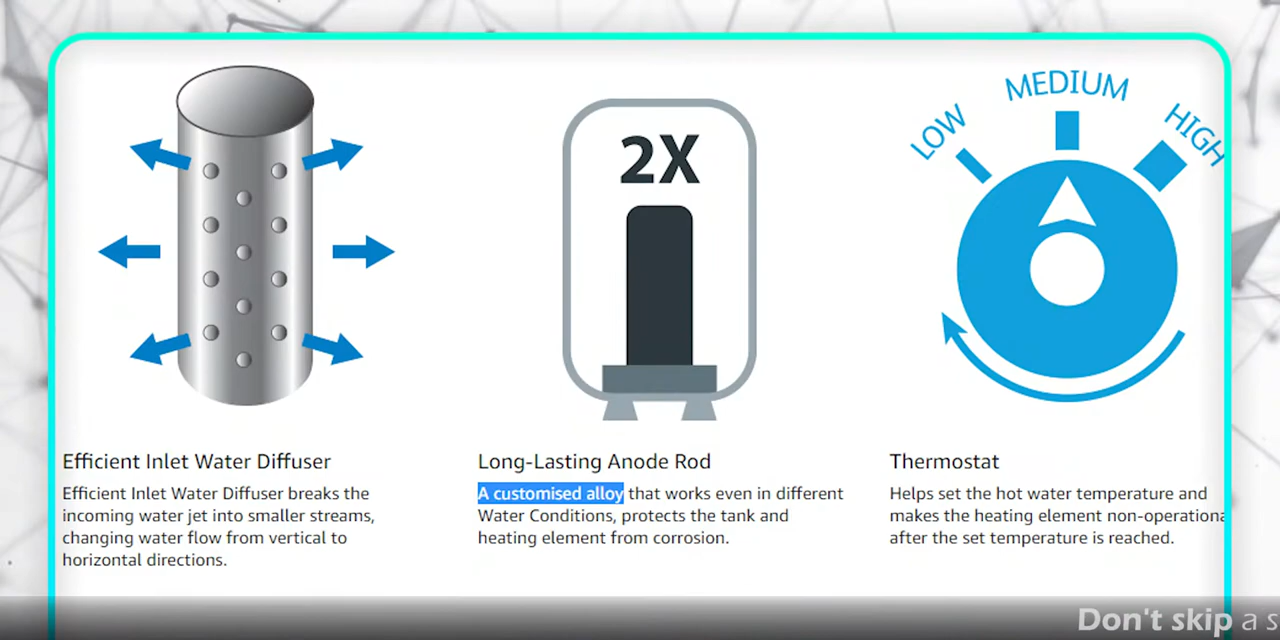 LOW
MEDIUM
HIGH
2X
Efficient Inlet Water Diffuser
Efficient Inlet Water Diffuser breaks the
incoming water jet into smaller streams,
changing water flow from vertical to
horizontal directions.
Long-Lasting Anode Rod
A customised alloy that works even in different
Water Conditions, protects the tank and
heating element from corrosion.
Thermostat
Helps set the hot water temperature and
makes the heating element non-operationa
after the set temperature is reached.
Don't skip a s